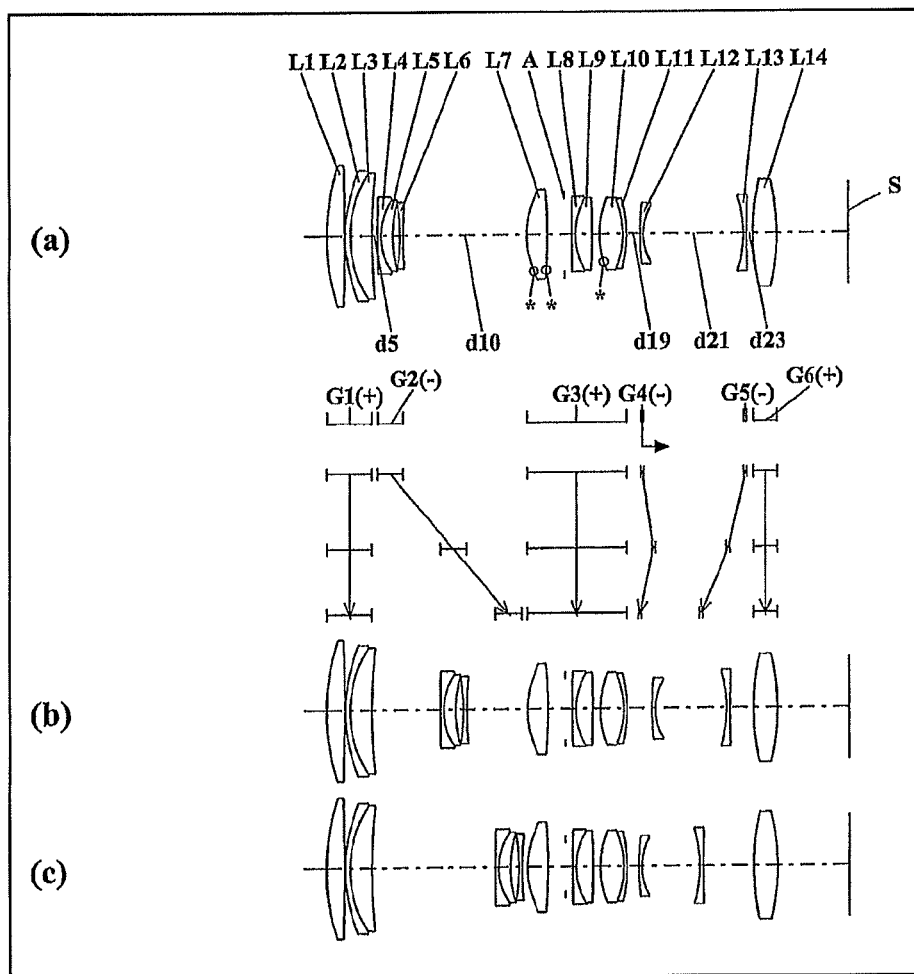 L1 L2 L3 L4 L5 L6 L7 A L8 L9 L10 L11 L12 L13 L14
S
(a)
* * *
d5 d10 d19 d21 d23
G1(+) G2(-) G3(+) G4(-) G5(-) G6(+)
(b)
(c)